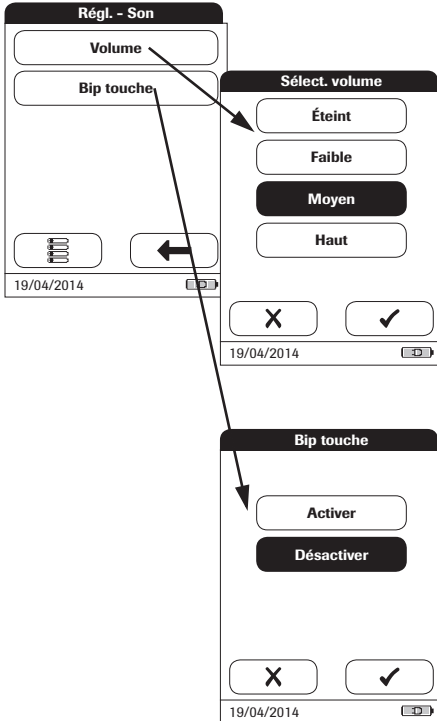 Régl. - Son
Volume
Bip touche
19/04/2014
Sélect. volume
Éteint
Faible
Moyen
Haut
19/04/2014
Bip touche
Activer
Désactiver
19/04/2014